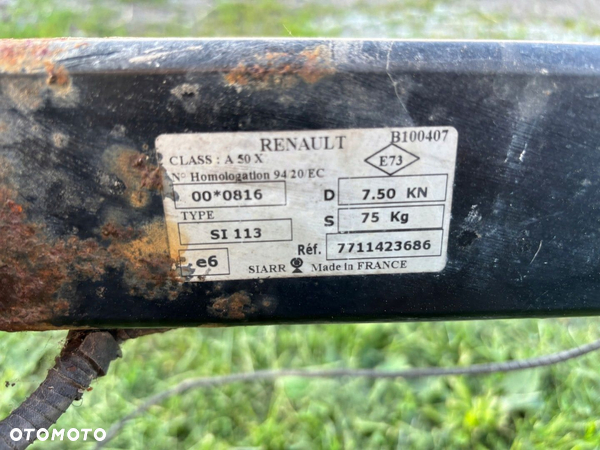 RENAULT B100407
CLASS : A 50 X E73
N° Homologation 94 20/EC
00*0816 D 7.50 KN
TYPE S 75 Kg
SI 113
Réf. 7711423686
e6 SIARR Made in FRANCE
OTOMOTO